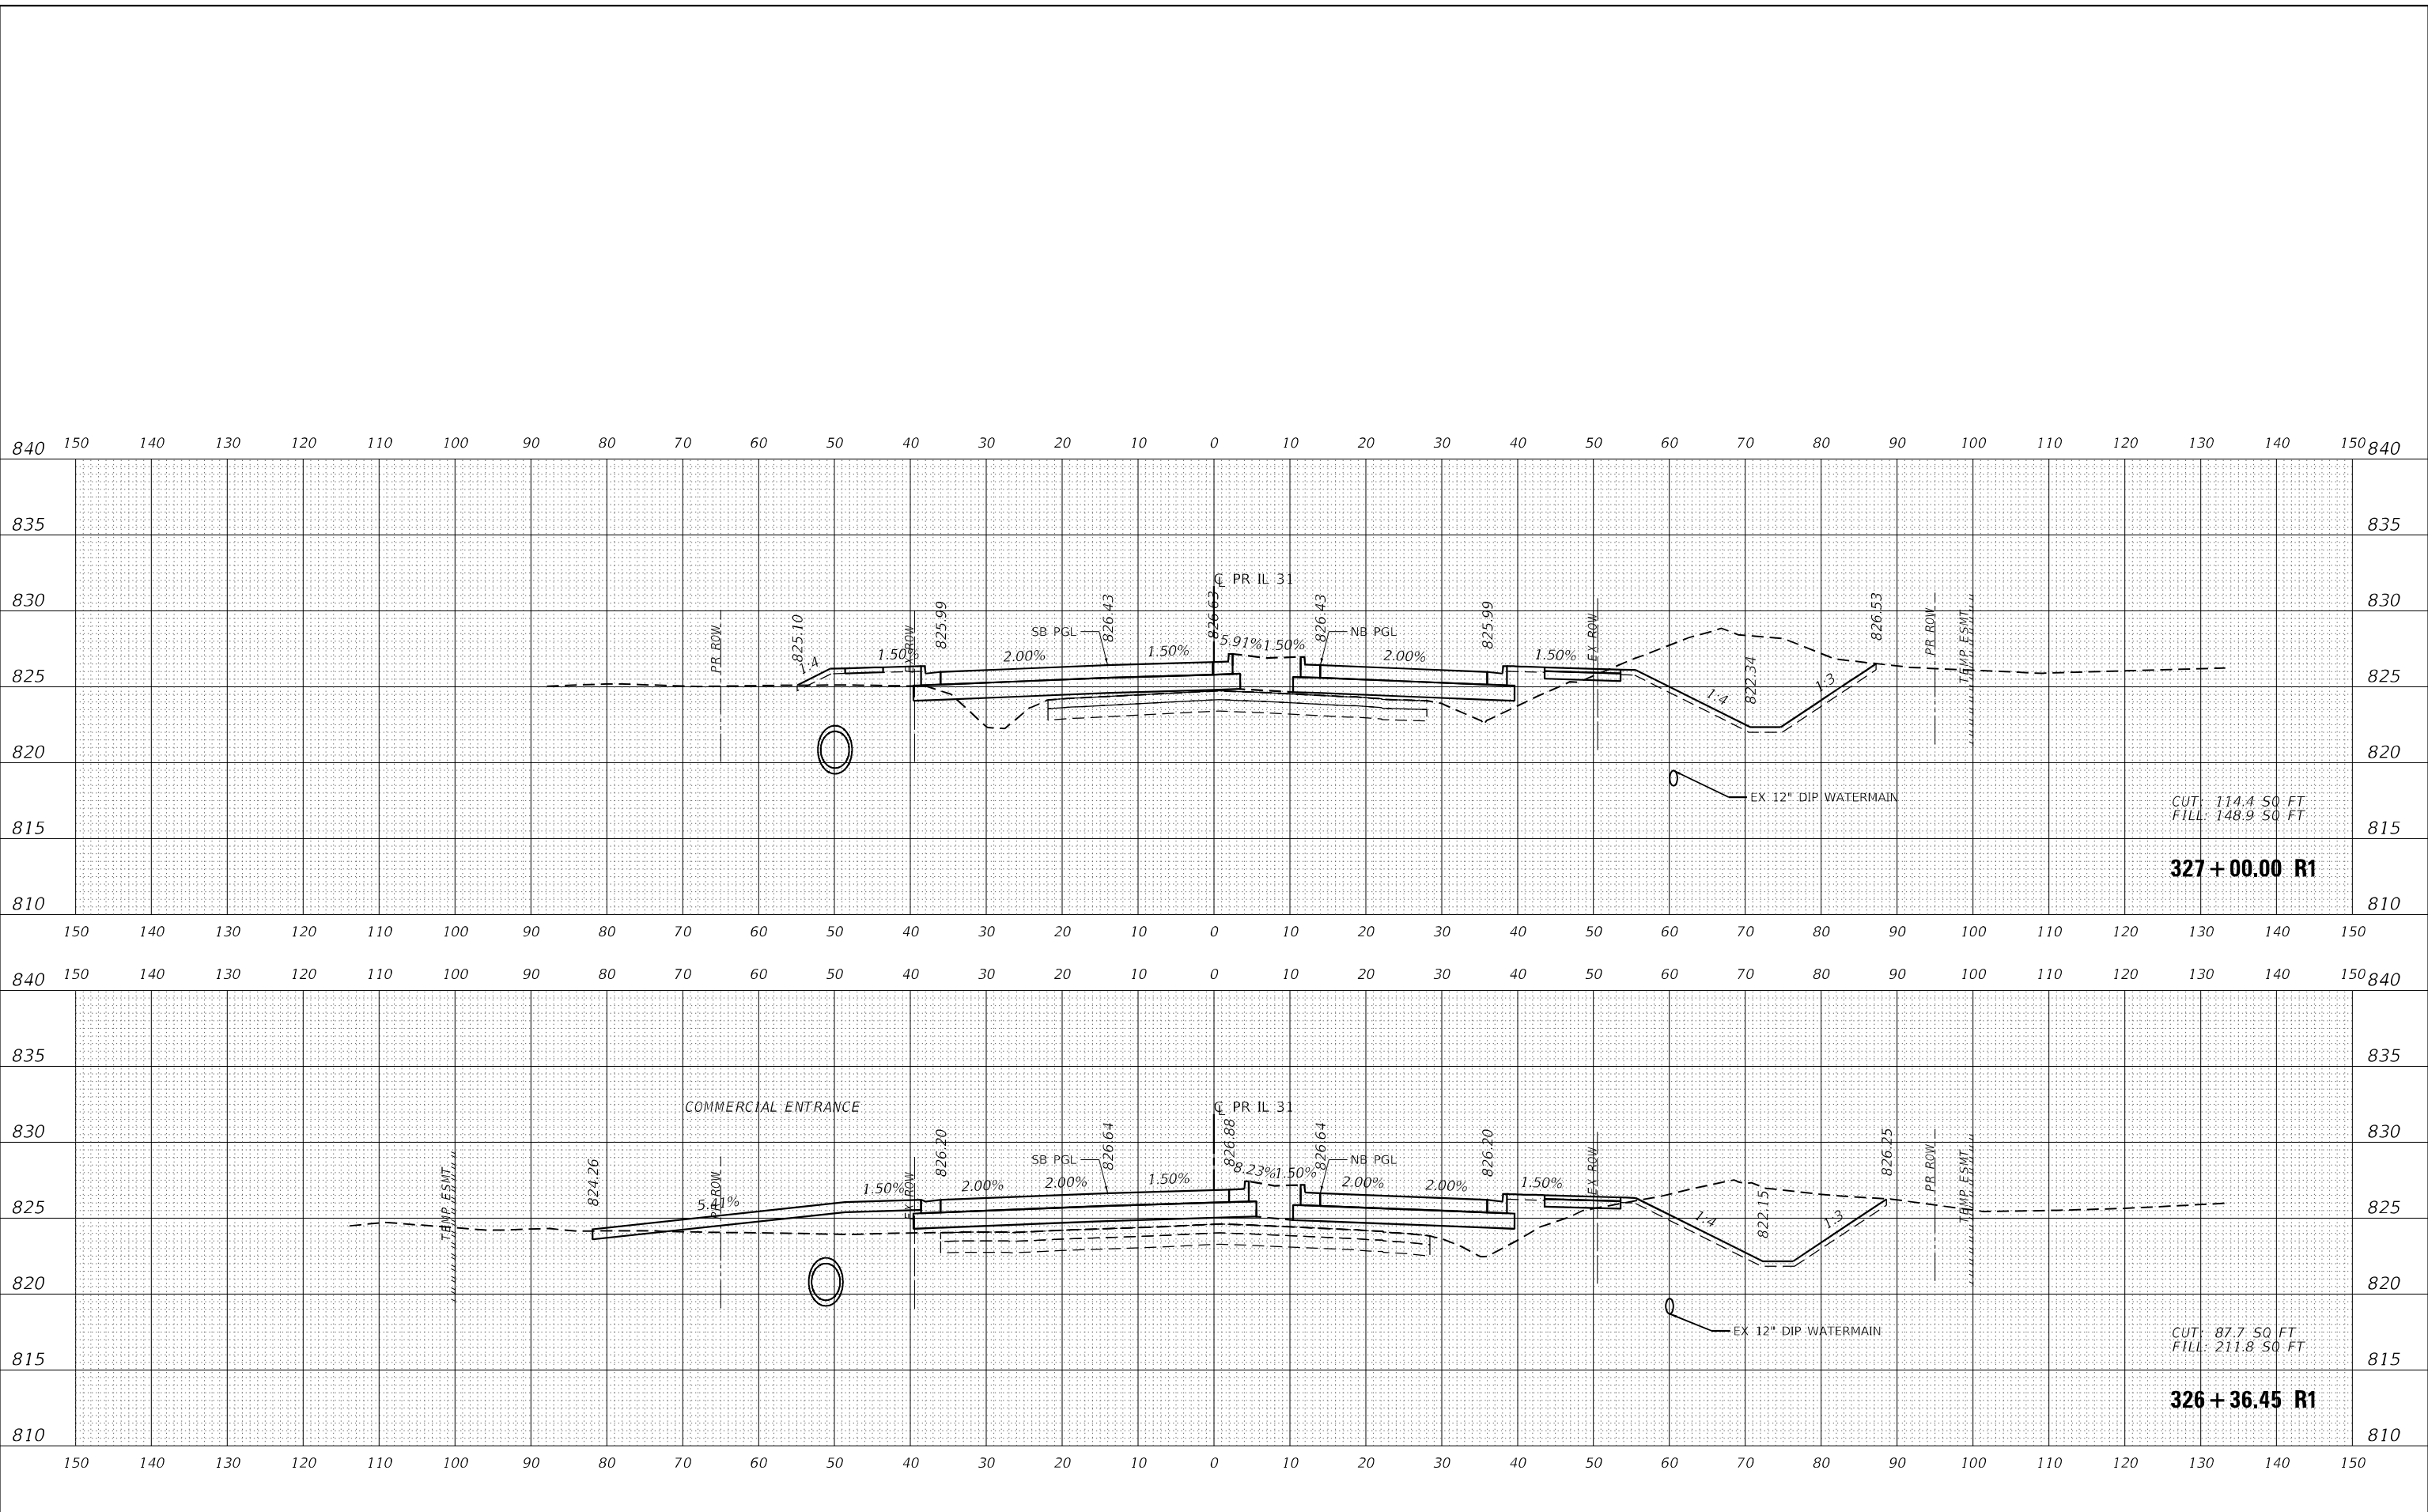 150 140 130 120 110 100 90 80 70 60 50 40 30 20 10 0 10 20 30 40 50 60 70 80 90 100 110 120 130 140 150
840 840
835 835
830 830
825 825
820 820
815 815
810 810
℄ PR IL 31
PR ROW
825.10
1:4
1.50%
EX ROW
825.99
2.00%
SB PGL
826.43
1.50%
826.63
5.91%
1.50%
826.43
NB PGL
2.00%
825.99
1.50%
EX ROW
1:4
822.34
1:3
826.53
PR ROW
TEMP ESMT
EX 12" DIP WATERMAIN
CUT: 114.4 SQ FT
FILL: 148.9 SQ FT
327+00.00 R1
150 140 130 120 110 100 90 80 70 60 50 40 30 20 10 0 10 20 30 40 50 60 70 80 90 100 110 120 130 140 150
150 140 130 120 110 100 90 80 70 60 50 40 30 20 10 0 10 20 30 40 50 60 70 80 90 100 110 120 130 140 150
840 840
835 835
830 830
825 825
820 820
815 815
810 810
COMMERCIAL ENTRANCE
℄ PR IL 31
TEMP ESMT
824.26
5.41%
PR ROW
1.50%
EX ROW
826.20
2.00%
2.00%
SB PGL
826.64
1.50%
826.88
8.23%
1.50%
826.64
NB PGL
2.00%
2.00%
826.20
1.50%
EX ROW
1:4
822.15
1:3
826.25
PR ROW
TEMP ESMT
EX 12" DIP WATERMAIN
CUT: 87.7 SQ FT
FILL: 211.8 SQ FT
326+36.45 R1
150 140 130 120 110 100 90 80 70 60 50 40 30 20 10 0 10 20 30 40 50 60 70 80 90 100 110 120 130 140 150